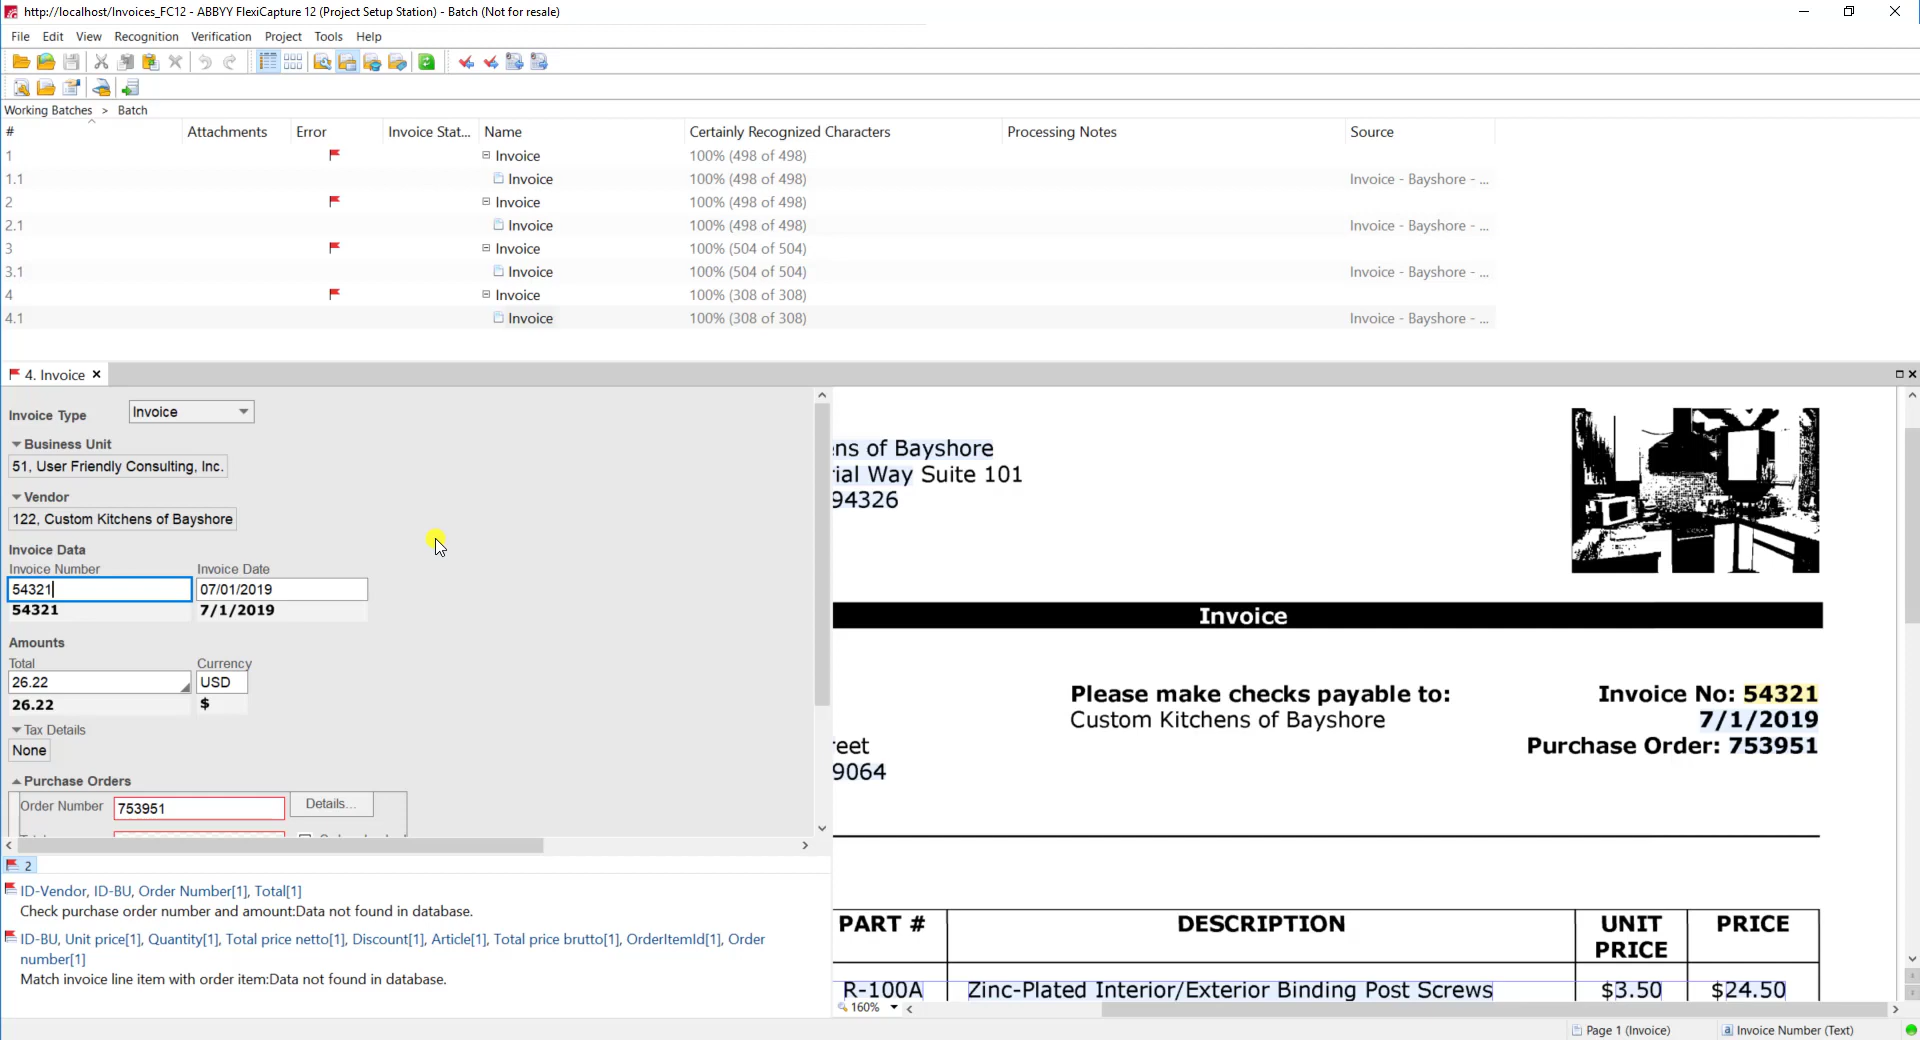 http://localhost/Invoices_FC12 - ABBYY FlexiCapture 12 (Project Setup Station) - Batch (Not for resale)
File Edit View Recognition Verification Project Tools Help
Working Batches > Batch
# Attachments Error Invoice Stat... Name Certainly Recognized Characters Processing Notes Source
1 Invoice 100% (498 of 498)
1.1 Invoice 100% (498 of 498) Invoice - Bayshore - ...
2 Invoice 100% (498 of 498)
2.1 Invoice 100% (498 of 498) Invoice - Bayshore - ...
3 Invoice 100% (504 of 504)
3.1 Invoice 100% (504 of 504) Invoice - Bayshore - ...
4 Invoice 100% (308 of 308)
4.1 Invoice 100% (308 of 308) Invoice - Bayshore - ...
4. Invoice
Invoice Type Invoice
Business Unit
51, User Friendly Consulting, Inc.
Vendor
122, Custom Kitchens of Bayshore
Invoice Data
Invoice Number Invoice Date
54321 07/01/2019
54321 7/1/2019
Amounts
Total Currency
26.22 USD
26.22 $
Tax Details
None
Purchase Orders
Order Number 753951 Details...
2
ID-Vendor, ID-BU, Order Number[1], Total[1]
Check purchase order number and amount:Data not found in database.
ID-BU, Unit price[1], Quantity[1], Total price netto[1], Discount[1], Article[1], Total price brutto[1], OrderItemId[1], Order
number[1]
Match invoice line item with order item:Data not found in database.
ens of Bayshore
rial Way Suite 101
94326
Invoice
Please make checks payable to: Invoice No: 54321
Custom Kitchens of Bayshore 7/1/2019
reet Purchase Order: 753951
9064
PART # DESCRIPTION UNIT PRICE PRICE
R-100A Zinc-Plated Interior/Exterior Binding Post Screws $3.50 $24.50
160%
Page 1 (Invoice) Invoice Number (Text)